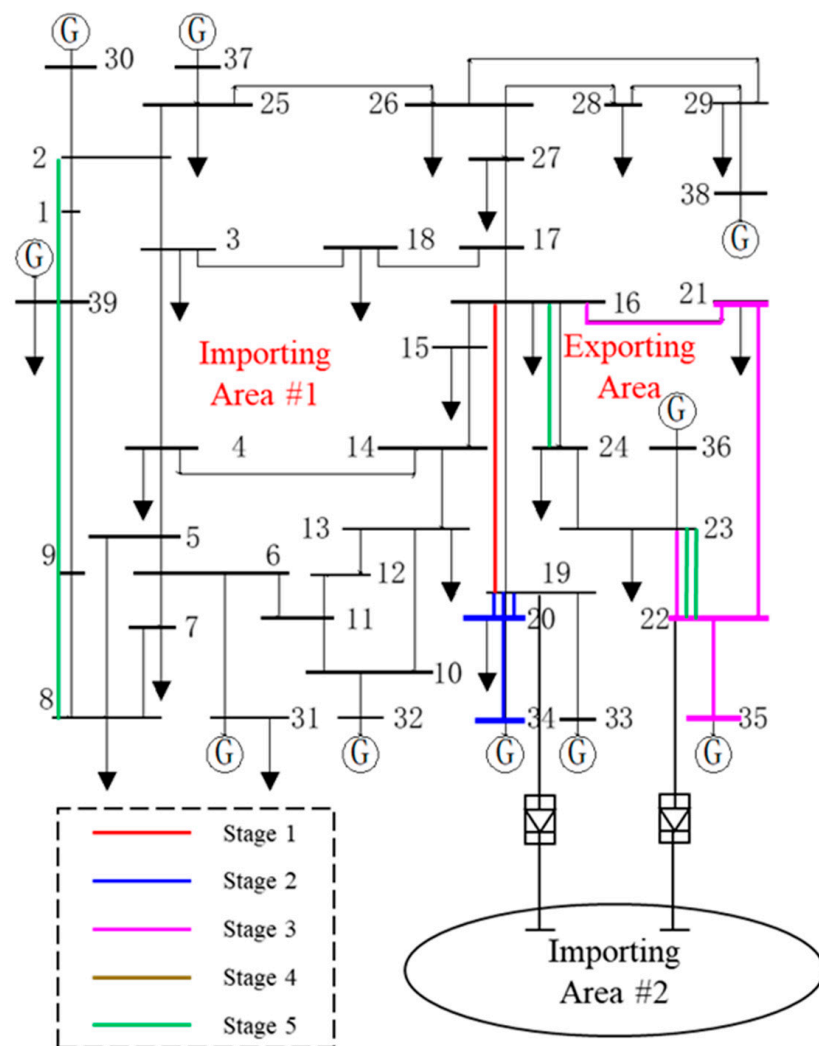 G
G
30
37
25
26
28
29
2
27
38
1
3
18
17
G
G
39
16
21
15
Importing
Area #1
Exporting
Area
G
4
14
24
36
5
13
23
9
6
12
19
7
11
20
22
10
8
31
32
34
33
35
G
G
G
G
G
Stage 1
Stage 2
Stage 3
Stage 4
Stage 5
Importing
Area #2